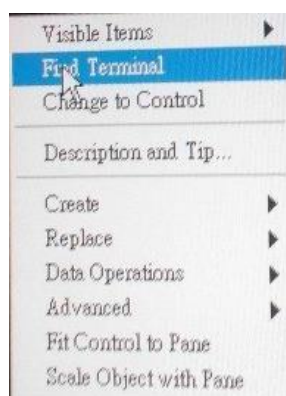 Visible Items
Find Terminal
Change to Control
Description and Tip...
Create
Replace
Data Operations
Advanced
Fit Control to Pane
Scale Object with Pane